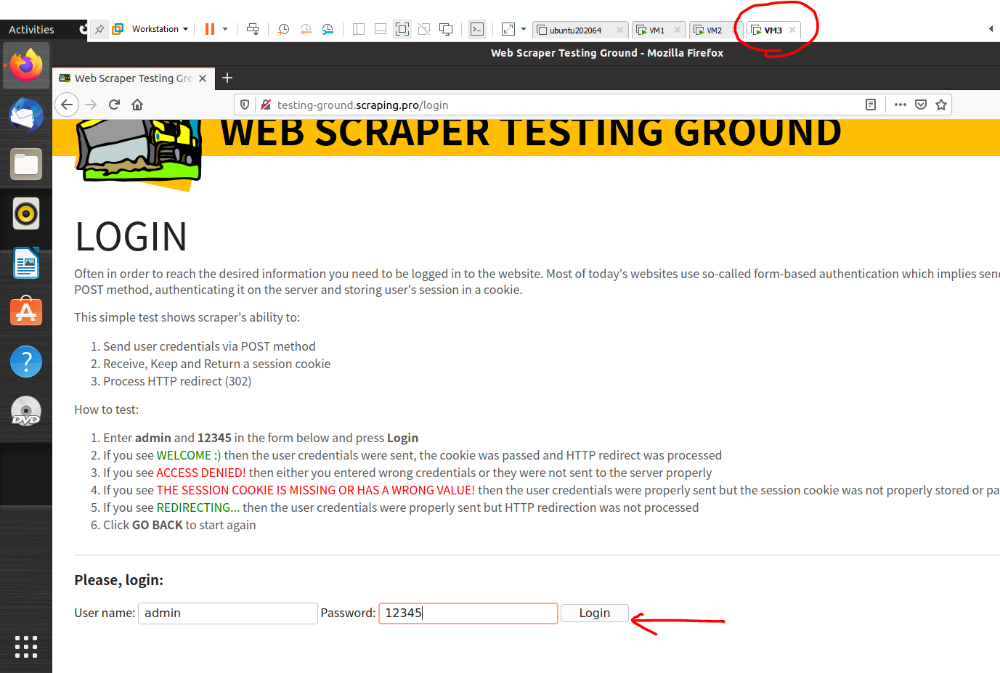 Activities
Workstation
ubuntu202064
VM1
VM2
VM3
Web Scraper Testing Ground - Mozilla Firefox
Web Scraper Testing Gro
testing-ground.scraping.pro/login
WEB SCRAPER TESTING GROUND
LOGIN
Often in order to reach the desired information you need to be logged in to the website. Most of today's websites use so-called form-based authentication which implies sen
POST method, authenticating it on the server and storing user's session in a cookie.
This simple test shows scraper's ability to:
1. Send user credentials via POST method
2. Receive, Keep and Return a session cookie
3. Process HTTP redirect (302)
How to test:
1. Enter admin and 12345 in the form below and press Login
2. If you see WELCOME :) then the user credentials were sent, the cookie was passed and HTTP redirect was processed
3. If you see ACCESS DENIED! then either you entered wrong credentials or they were not sent to the server properly
4. If you see THE SESSION COOKIE IS MISSING OR HAS A WRONG VALUE! then the user credentials were properly sent but the session cookie was not properly stored or pa
5. If you see REDIRECTING... then the user credentials were properly sent but HTTP redirection was not processed
6. Click GO BACK to start again
Please, login:
User name: admin Password: 12345 Login
DVD